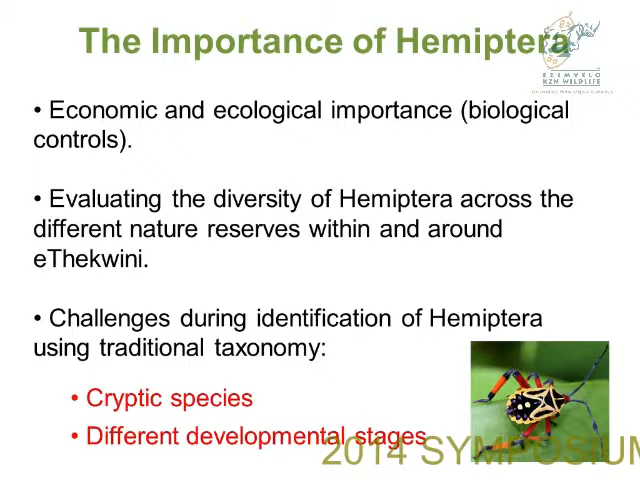 The Importance of Hemiptera
EZEMVELO
KZN WILDLIFE
• Economic and ecological importance (biological
controls).
• Evaluating the diversity of Hemiptera across the
different nature reserves within and around
eThekwini.
• Challenges during identification of Hemiptera
using traditional taxonomy:
• Cryptic species
• Different developmental stages
2014 SYMPOSIUM